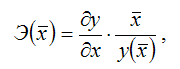 Э(x̄) = ∂y/∂x · x̄/y(x̄) ,